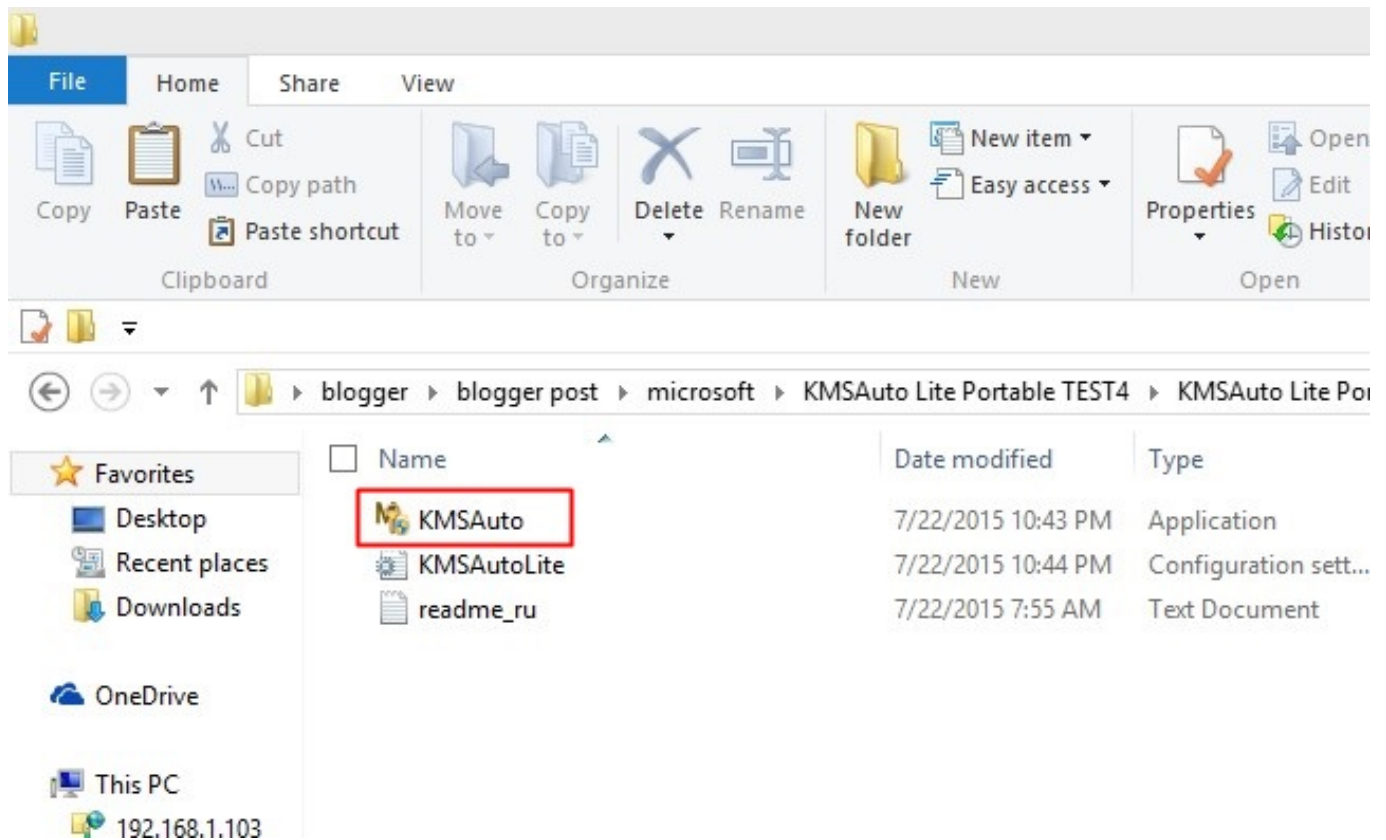 File Home Share View
Cut
Copy path
Paste shortcut
Copy Paste
Move to Copy to Delete Rename
New folder
New item
Easy access
Properties
Open
Edit
Clipboard Organize New Open
blogger blogger post microsoft KMSAuto Lite Portable TEST4 KMSAuto Lite
Name Date modified Type
Favorites
Desktop
Recent places
Downloads
OneDrive
This PC
192.168.1.103
KMSAuto 7/22/2015 10:43 PM Application
KMSAutoLite 7/22/2015 10:44 PM Configuration sett...
readme_ru 7/22/2015 7:55 AM Text Document